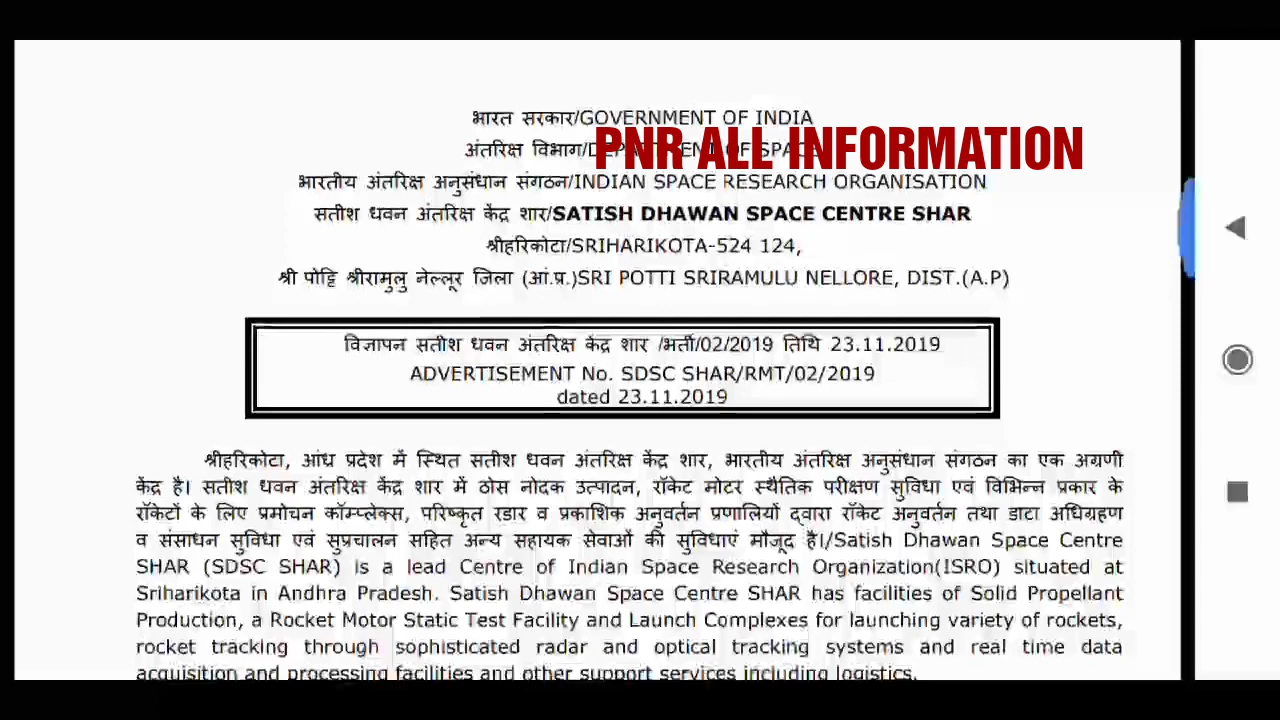 भारत सरकार/GOVERNMENT OF INDIA
PNR ALL INFORMATION
अंतरिक्ष विभाग/DEPARTMENT OF SPACE
भारतीय अंतरिक्ष अनुसंधान संगठन/INDIAN SPACE RESEARCH ORGANISATION
सतीश धवन अंतरिक्ष केंद्र शार/SATISH DHAWAN SPACE CENTRE SHAR
श्रीहरिकोटा/SRIHARIKOTA-524 124,
श्री पोट्टि श्रीरामुलु नेल्लूर जिला (आं.प्र.)SRI POTTI SRIRAMULU NELLORE, DIST.(A.P)
विज्ञापन सतीश धवन अंतरिक्ष केंद्र शार /भर्ती/02/2019 तिथि 23.11.2019
ADVERTISEMENT No. SDSC SHAR/RMT/02/2019
dated 23.11.2019
श्रीहरिकोटा, आंध्र प्रदेश में स्थित सतीश धवन अंतरिक्ष केंद्र शार, भारतीय अंतरिक्ष अनुसंधान संगठन का एक अग्रणी
केंद्र है। सतीश धवन अंतरिक्ष केंद्र शार में ठोस नोदक उत्पादन, रॉकेट मोटर स्थैतिक परीक्षण सुविधा एवं विभिन्न प्रकार के
रॉकेटों के लिए प्रमोचन कॉम्प्लेक्स, परिष्कृत रडार व प्रकाशिक अनुवर्तन प्रणालियों द्वारा रॉकेट अनुवर्तन तथा डाटा अधिग्रहण
व संसाधन सुविधा एवं सुप्रचालन सहित अन्य सहायक सेवाओं की सुविधाएं मौजूद है।/Satish Dhawan Space Centre
SHAR (SDSC SHAR) is a lead Centre of Indian Space Research Organization(ISRO) situated at
Sriharikota in Andhra Pradesh. Satish Dhawan Space Centre SHAR has facilities of Solid Propellant
Production, a Rocket Motor Static Test Facility and Launch Complexes for launching variety of rockets,
rocket tracking through sophisticated radar and optical tracking systems and real time data
acquisition and processing facilities and other support services including logistics.